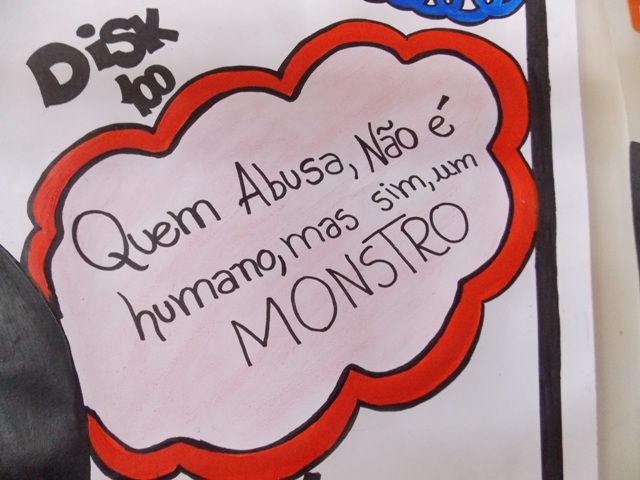 Disk
100
Quem Abusa, Não é
humano, mas sim, um
MONSTRO